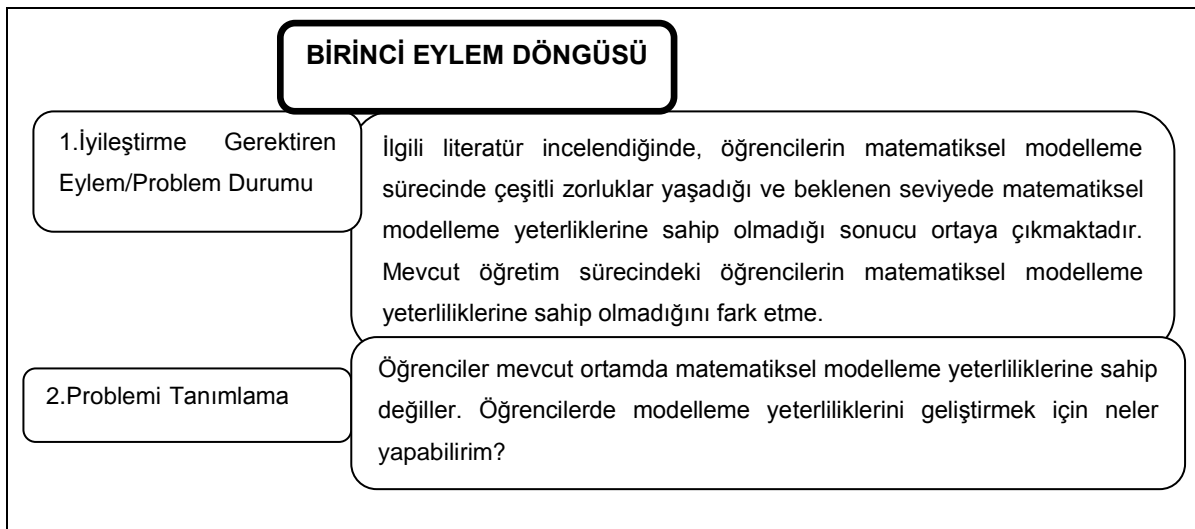 BİRİNCİ EYLEM DÖNGÜSÜ
1.İyileştirme Gerektiren
Eylem/Problem Durumu
İlgili literatür incelendiğinde, öğrencilerin matematiksel modelleme
sürecinde çeşitli zorluklar yaşadığı ve beklenen seviyede matematiksel
modelleme yeterliklerine sahip olmadığı sonucu ortaya çıkmaktadır.
Mevcut öğretim sürecindeki öğrencilerin matematiksel modelleme
yeterliliklerine sahip olmadığını fark etme.
2.Problemi Tanımlama
Öğrenciler mevcut ortamda matematiksel modelleme yeterliliklerine sahip
değiller. Öğrencilerde modelleme yeterliliklerini geliştirmek için neler
yapabilirim?